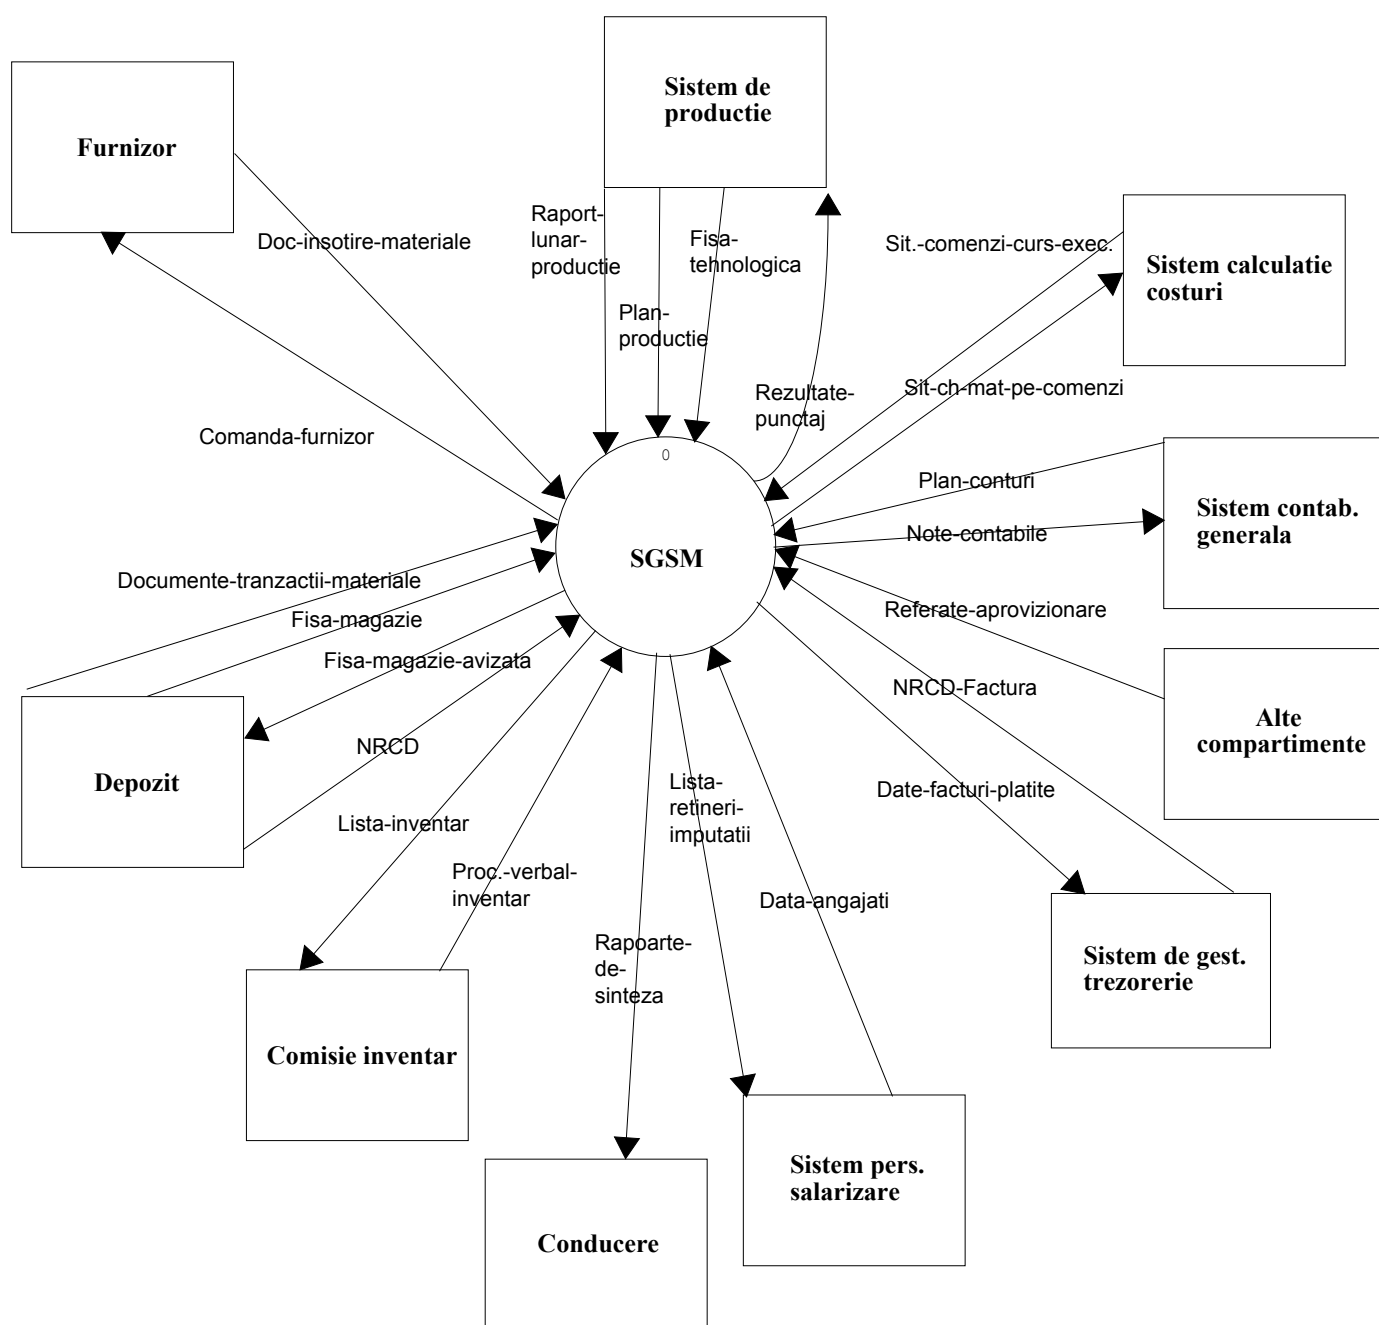 Sistem de
productie
Furnizor
Raport-
lunar-
productie
Fisa-
tehnologica
Doc-insotire-materiale
Sit.-comenzi-curs-exec.
Sistem calculatie
costuri
Plan-
productie
Rezultate-
punctaj
Sit-ch-mat-pe-comenzi
Comanda-furnizor
0
Plan-conturi
Sistem contab.
generala
Note-contabile
SGSM
Documente-tranzactii-materiale
Fisa-magazie
Referate-aprovizionare
Fisa-magazie-avizata
NRCD-Factura
Alte
compartimente
NRCD
Depozit
Lista-
retineri-
imputatii
Date-facturi-platite
Lista-inventar
Proc.-verbal-
inventar
Data-angajati
Rapoarte-
de-
sinteza
Sistem de gest.
trezorerie
Comisie inventar
Sistem pers.
salarizare
Conducere